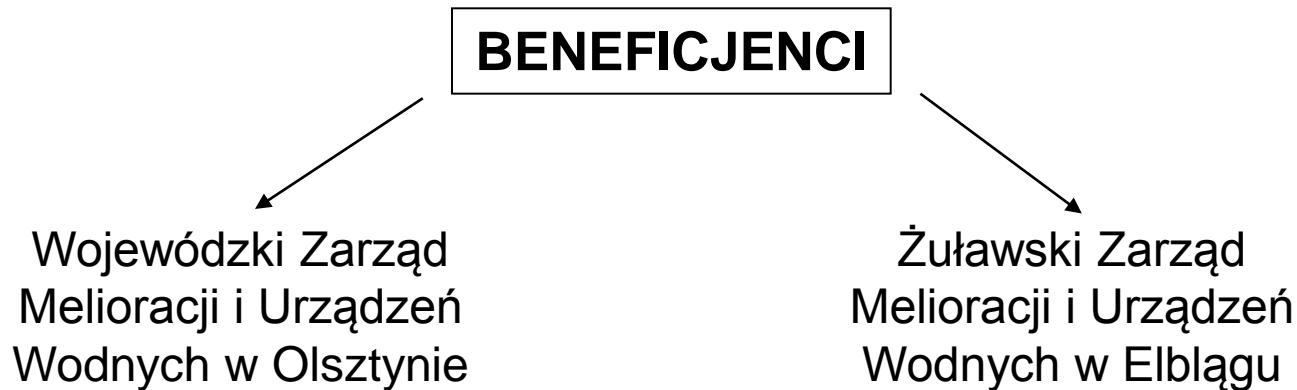 BENEFICJENCI
Wojewódzki Zarząd
Melioracji i Urządzeń
Wodnych w Olsztynie
Żuławski Zarząd
Melioracji i Urządzeń
Wodnych w Elblągu